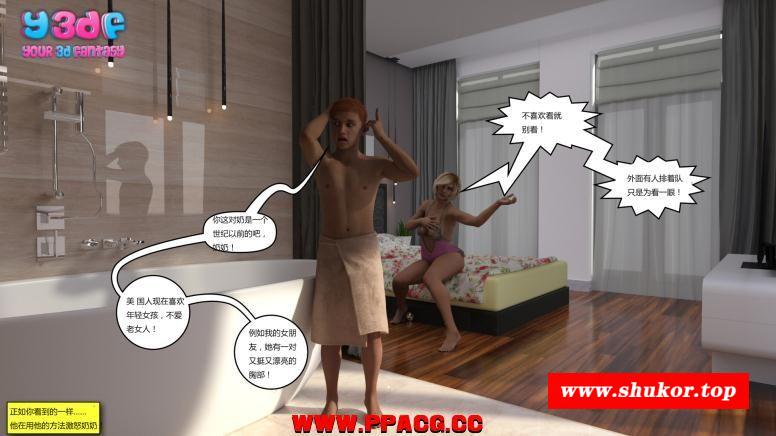 Y3DF
YOUR 3D FANTASY
不喜欢看就
别看！
外面有人排着队
只是为看一眼！
你这对奶是一个
世纪以前的吧，
奶奶！
美 国人现在喜欢
年轻女孩，不爱
老女人！
例如我的女朋
友，她有一对
又挺又漂亮的
胸部！
正如你看到的一样……
他在用他的方法激怒奶奶
www.shukor.top
WWW.PPACG.CC